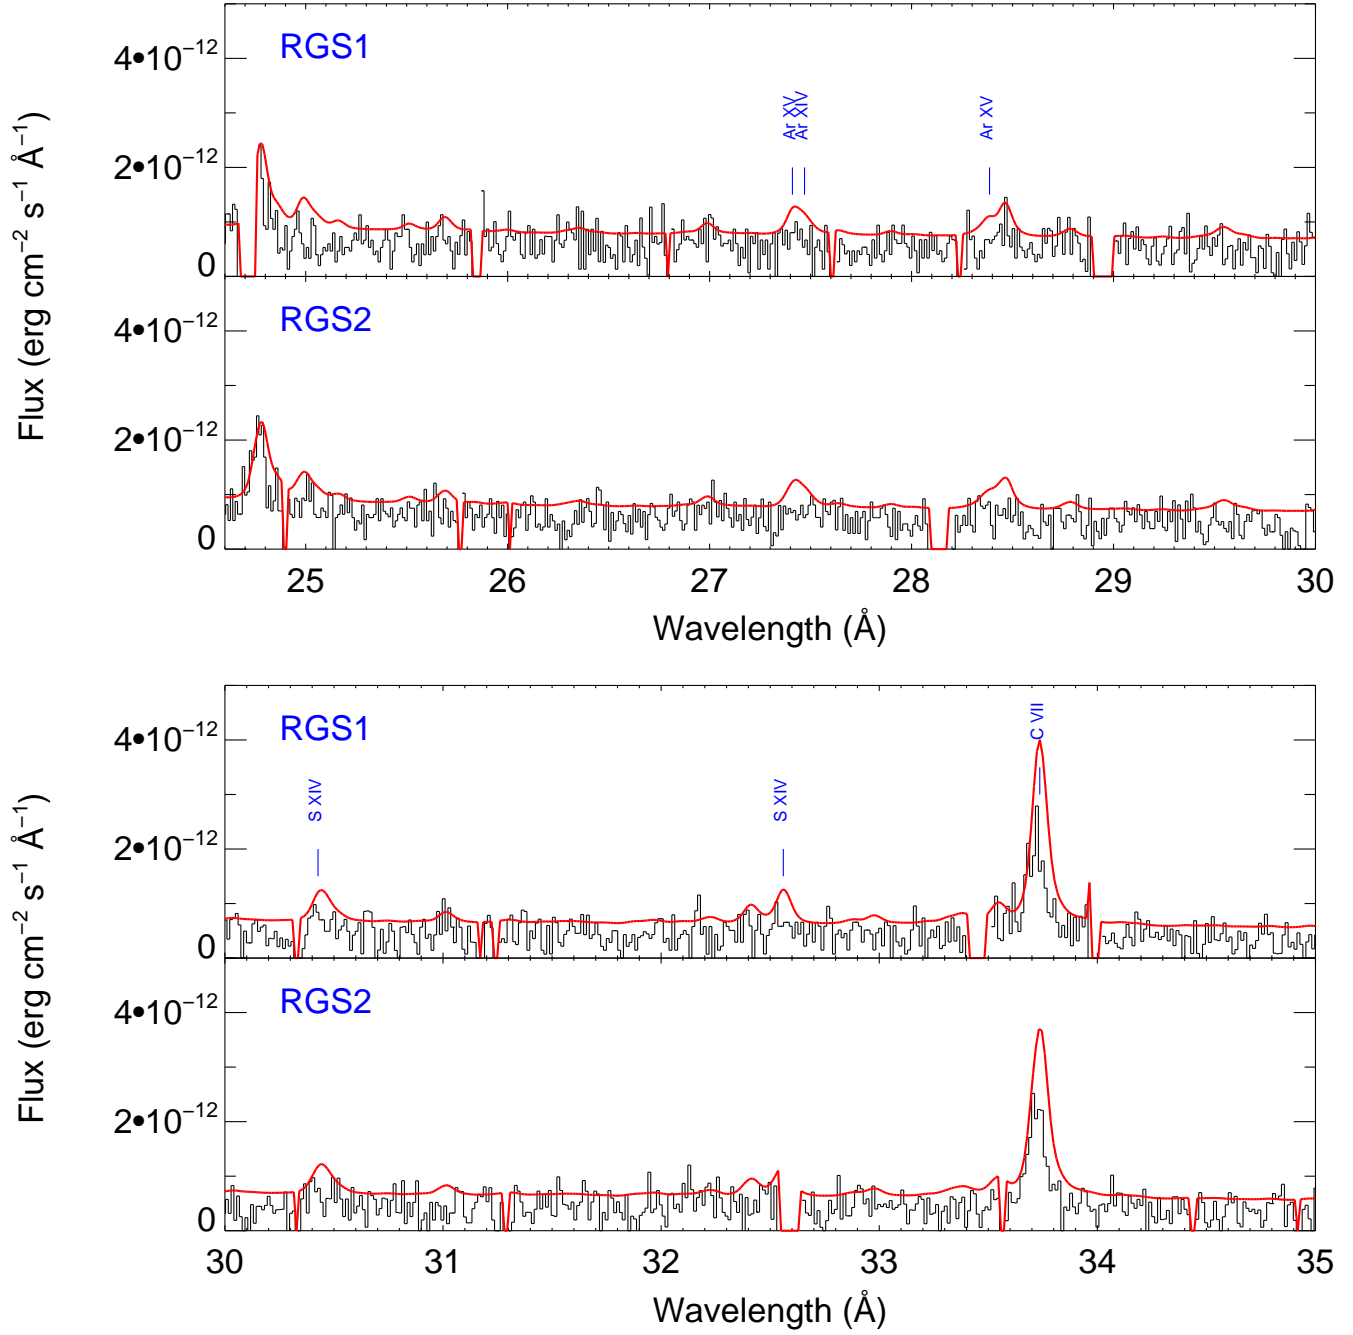 RGS1
4•10⁻¹²
2•10⁻¹²
0
Ar XV
Ar XIV
Ar XV
RGS2
4•10⁻¹²
2•10⁻¹²
0
Flux (erg cm⁻² s⁻¹ Å⁻¹)
25 26 27 28 29 30
Wavelength (Å)
RGS1
4•10⁻¹²
2•10⁻¹²
0
S XIV
S XIV
C VII
RGS2
4•10⁻¹²
2•10⁻¹²
0
Flux (erg cm⁻² s⁻¹ Å⁻¹)
30 31 32 33 34 35
Wavelength (Å)